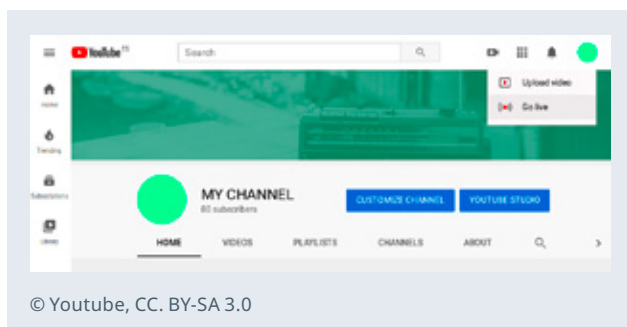 YouTube ES
Search
Upload video
Go live
Home
Trending
Subscriptions
Library
MY CHANNEL
80 subscribers
CUSTOMIZE CHANNEL YOUTUBE STUDIO
HOME VIDEOS PLAYLISTS CHANNELS ABOUT
© Youtube, CC. BY-SA 3.0